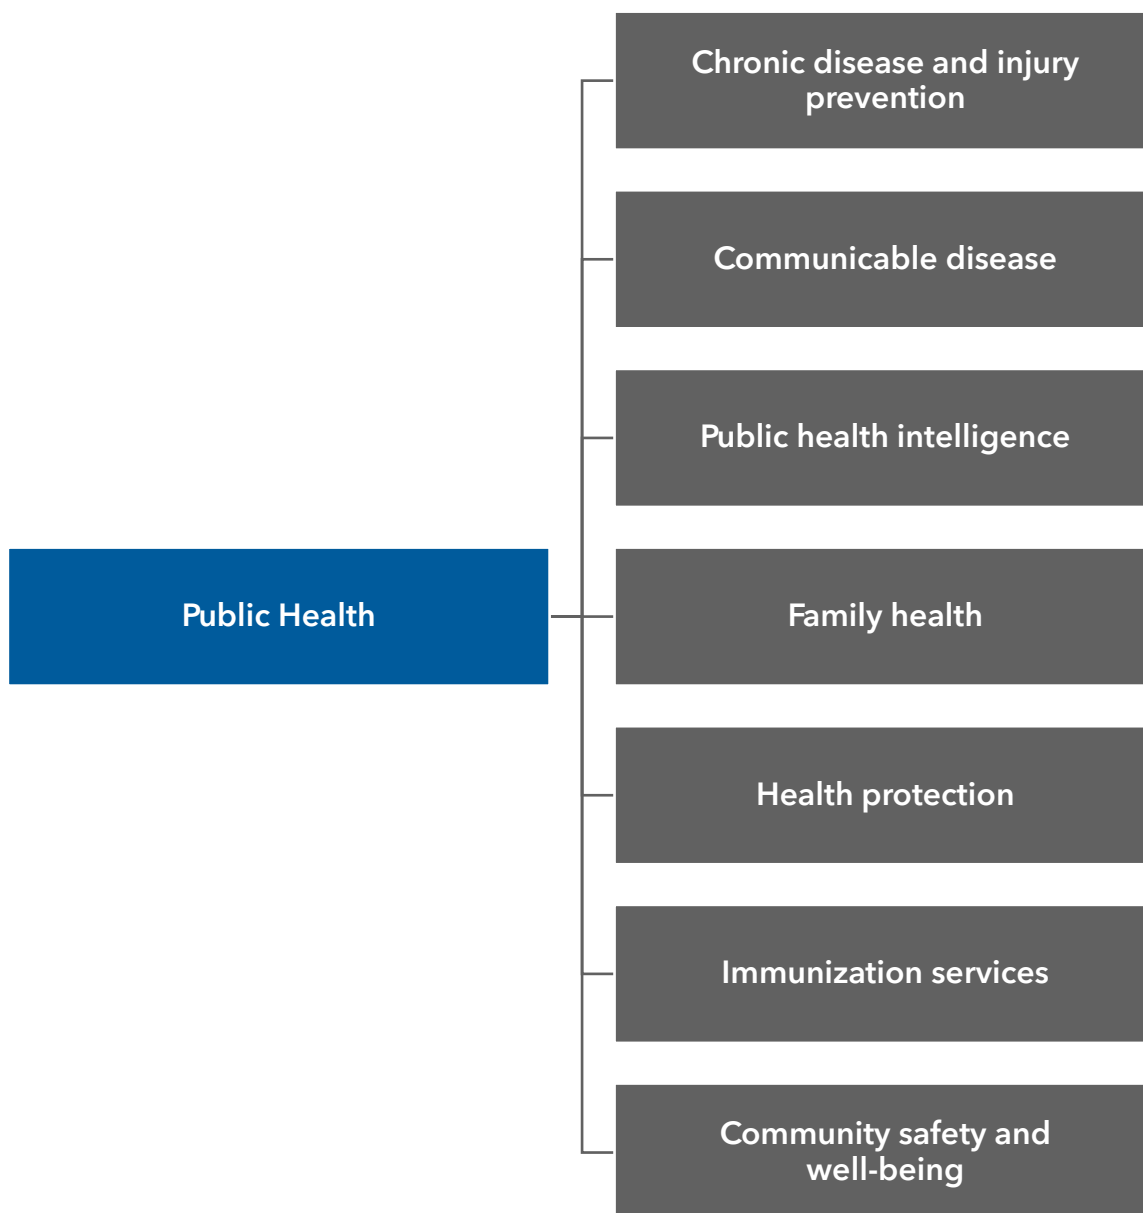 Chronic disease and injury
prevention
Communicable disease
Public health intelligence
Public Health
Family health
Health protection
Immunization services
Community safety and
well-being